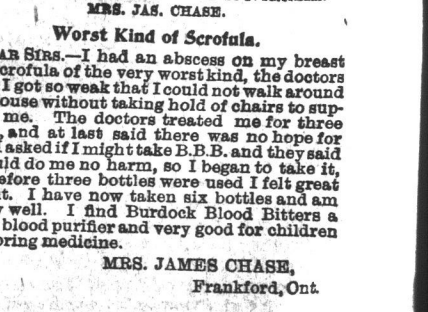 MRS. JAS. CHASE.
Worst Kind of Scrofula.
AR SIRS.—I had an abscess on my breast
crofula of the very worst kind, the doctors
I got so weak that I could not walk around
ouse without taking hold of chairs to sup-
me. The doctors treated me for three
, and at last said there was no hope for
I asked if I might take B.B.B. and they said
uld do me no harm, so I began to take it,
efore three bottles were used I felt great
t. I have now taken six bottles and am
y well. I find Burdock Blood Bitters a
blood purifier and very good for children
pring medicine.
MRS. JAMES CHASE,
Frankford, Ont.